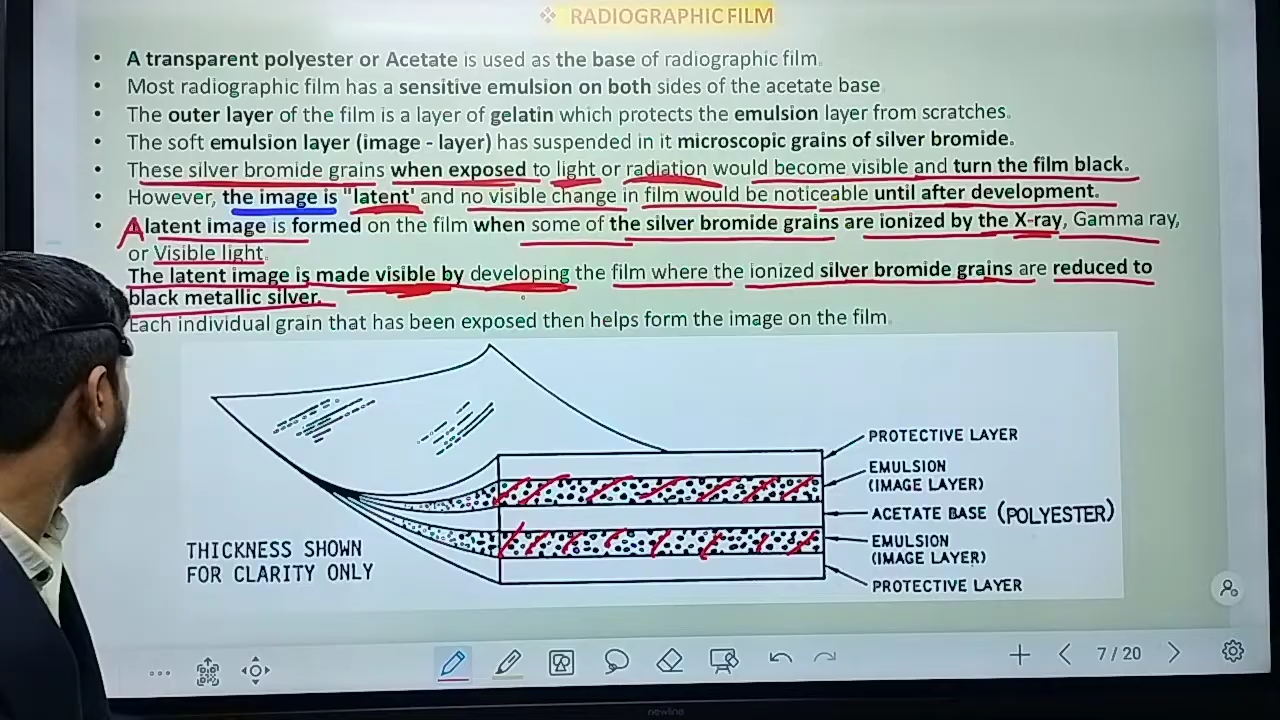 ❖ RADIOGRAPHIC FILM
• A transparent polyester or Acetate is used as the base of radiographic film.
• Most radiographic film has a sensitive emulsion on both sides of the acetate base
• The outer layer of the film is a layer of gelatin which protects the emulsion layer from scratches.
• The soft emulsion layer (image - layer) has suspended in it microscopic grains of silver bromide.
• These silver bromide grains when exposed to light or radiation would become visible and turn the film black.
• However, the image is "latent' and no visible change in film would be noticeable until after development.
• A latent image is formed on the film when some of the silver bromide grains are ionized by the X-ray, Gamma ray,
or Visible light.
The latent image is made visible by developing the film where the ionized silver bromide grains are reduced to
black metallic silver.
Each individual grain that has been exposed then helps form the image on the film.
PROTECTIVE LAYER
EMULSION
(IMAGE LAYER)
ACETATE BASE (POLYESTER)
EMULSION
(IMAGE LAYER)
PROTECTIVE LAYER
THICKNESS SHOWN
FOR CLARITY ONLY
7 / 20
newline